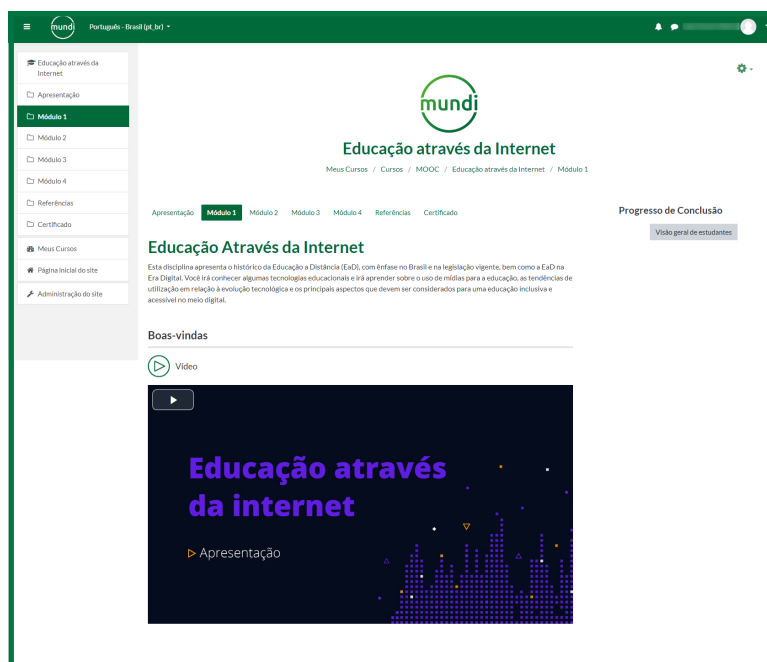 mundi
Português - Brasil (pt_br)
Educação através da
Internet
Apresentação
Módulo 1
Módulo 2
Módulo 3
Módulo 4
Referências
Certificado
Meus Cursos
Página inicial do site
Administração do site
mundi
Educação através da Internet
Meus Cursos / Cursos / MOOC / Educação através da Internet / Módulo 1
Apresentação Módulo 1 Módulo 2 Módulo 3 Módulo 4 Referências Certificado
Educação Através da Internet
Esta disciplina apresenta o histórico da Educação a Distância (EaD), com ênfase no Brasil e na legislação vigente, bem como a EaD na
Era Digital. Você irá conhecer algumas tecnologias educacionais e irá aprender sobre o uso de mídias para a educação, as tendências de
utilização em relação à evolução tecnológica e os principais aspectos que devem ser considerados para uma educação inclusiva e
acessível no meio digital.
Boas-vindas
Vídeo
Educação através
da internet
Apresentação
Progresso de Conclusão
Visão geral de estudantes